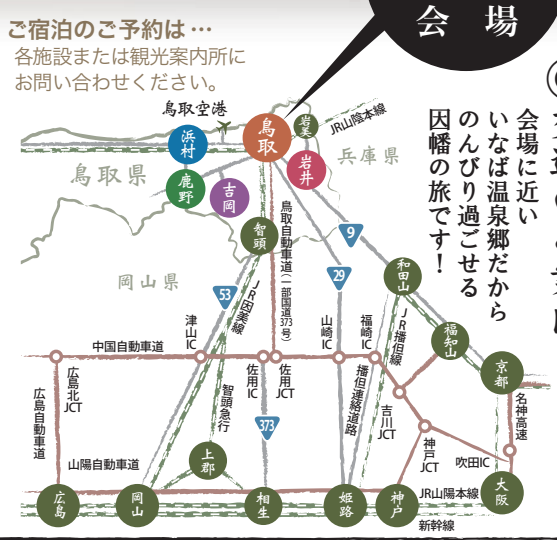 ご宿泊のご予約は…
各施設または観光案内所に
お問い合わせください。
会場
会場に近い
いなば温泉郷だから
のんびり過ごせる
因幡の旅です！
鳥取空港
浜村
鳥取
岩美
JR山陰本線
鳥取県
鹿野
吉岡
岩井
兵庫県
智頭
鳥取自動車道(一部国道373号)
9
29
53
岡山県
和田山
JR因美線
津山IC
山崎IC
福崎IC
JR播但線
福知山
京都
中国自動車道
広島北JCT
佐用IC
佐用JCT
播但連絡道路
吉川JCT
名神高速
広島自動車道
智頭急行
373
神戸JCT
吹田IC
山陽自動車道
上郡
広島
岡山
相生
姫路
神戸
JR山陽本線
大阪
新幹線